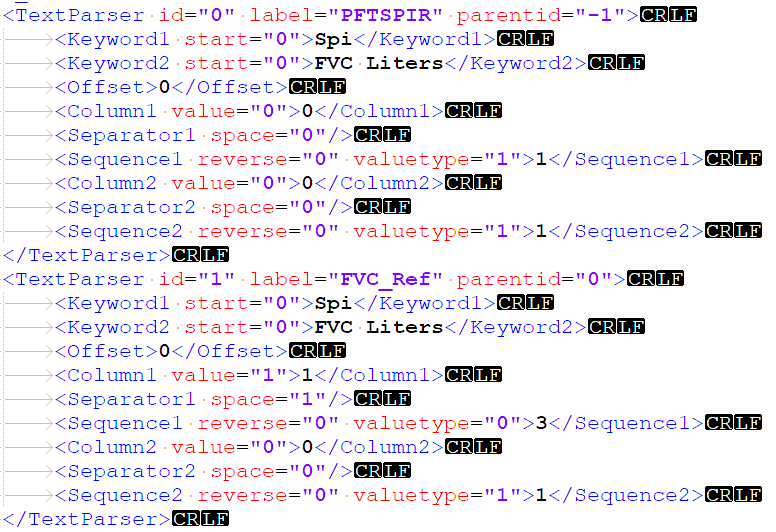 <TextParser id="0" label="PFTSPIR" parentid="-1">CRLF
<Keyword1 start="0">Spi</Keyword1>CRLF
<Keyword2 start="0">FVC Liters</Keyword2>CRLF
<Offset>0</Offset>CRLF
<Column1 value="0">0</Column1>CRLF
<Separator1 space="0"/>CRLF
<Sequence1 reverse="0" valuetype="1">1</Sequence1>CRLF
<Column2 value="0">0</Column2>CRLF
<Separator2 space="0"/>CRLF
<Sequence2 reverse="0" valuetype="1">1</Sequence2>CRLF
</TextParser>CRLF
<TextParser id="1" label="FVC_Ref" parentid="0">CRLF
<Keyword1 start="0">Spi</Keyword1>CRLF
<Keyword2 start="0">FVC Liters</Keyword2>CRLF
<Offset>0</Offset>CRLF
<Column1 value="1">1</Column1>CRLF
<Separator1 space="1"/>CRLF
<Sequence1 reverse="0" valuetype="0">3</Sequence1>CRLF
<Column2 value="0">0</Column2>CRLF
<Separator2 space="0"/>CRLF
<Sequence2 reverse="0" valuetype="1">1</Sequence2>CRLF
</TextParser>CRLF